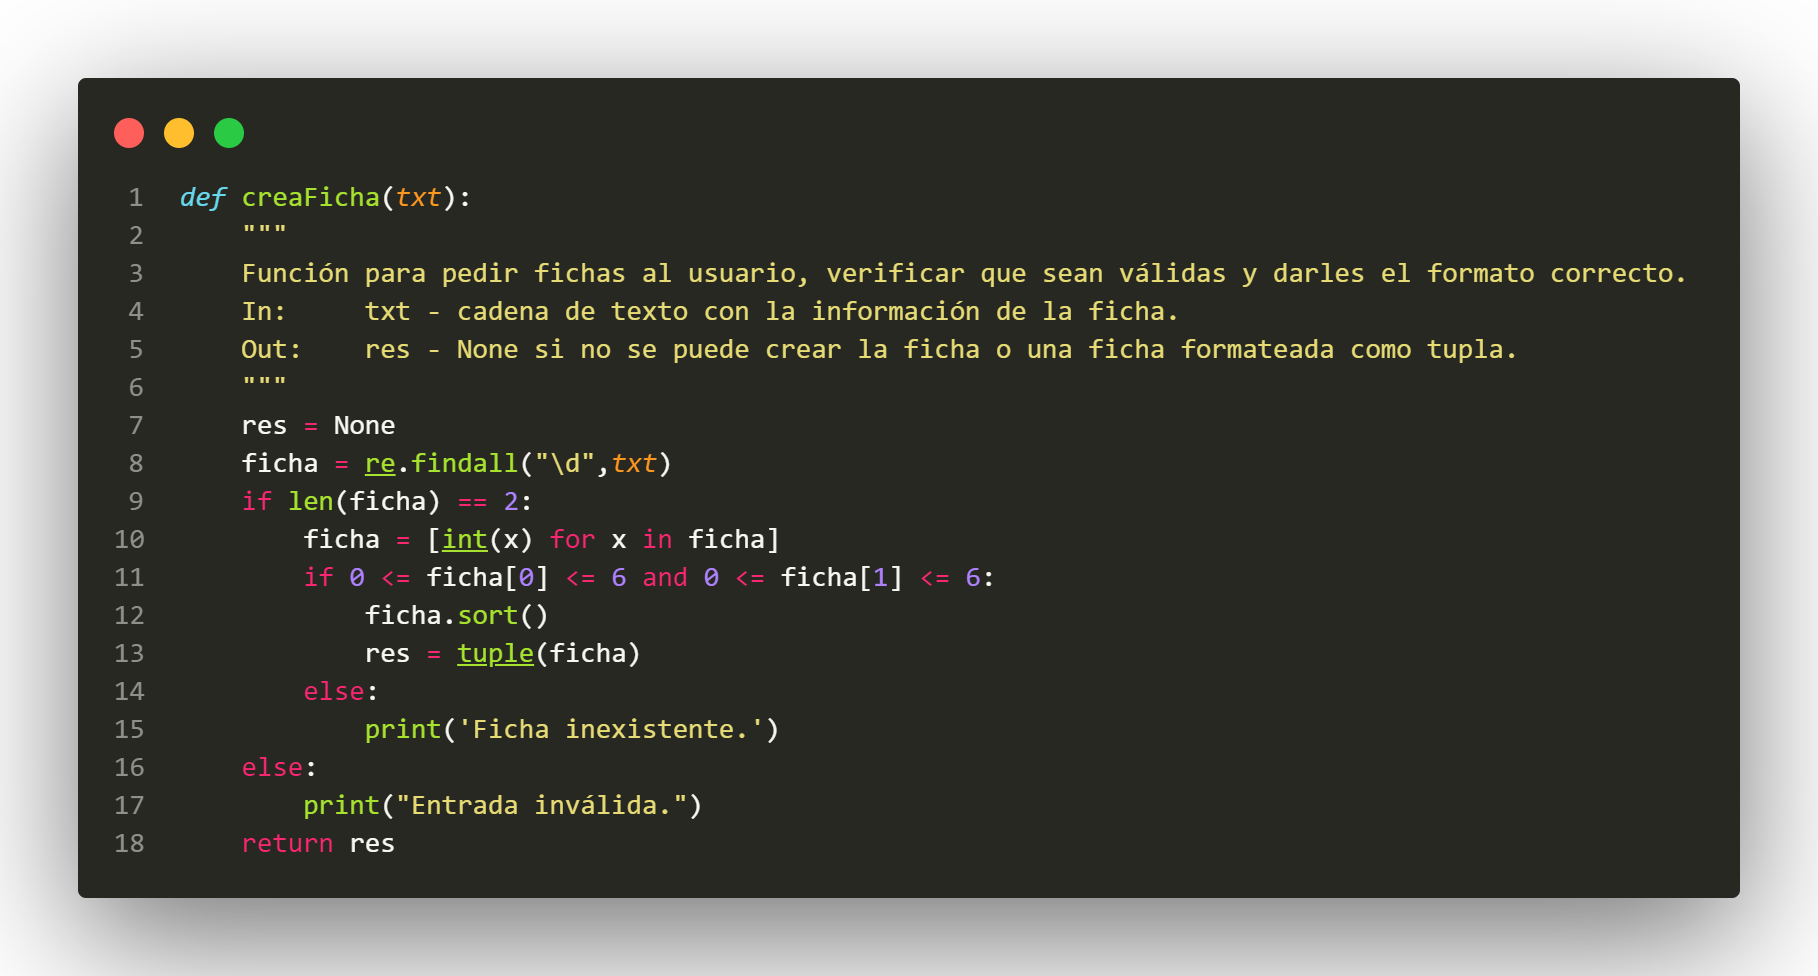 1 def creaFicha(txt):
2     """
3     Función para pedir fichas al usuario, verificar que sean válidas y darles el formato correcto.
4     In:     txt - cadena de texto con la información de la ficha.
5     Out:    res - None si no se puede crear la ficha o una ficha formateada como tupla.
6     """
7     res = None
8     ficha = re.findall("\d",txt)
9     if len(ficha) == 2:
10         ficha = [int(x) for x in ficha]
11         if 0 <= ficha[0] <= 6 and 0 <= ficha[1] <= 6:
12             ficha.sort()
13             res = tuple(ficha)
14         else:
15             print('Ficha inexistente.')
16     else:
17         print("Entrada inválida.")
18     return res